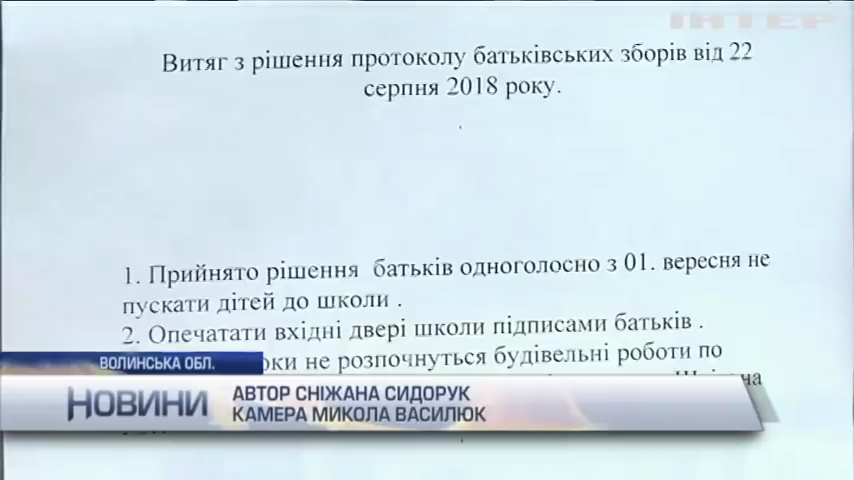 ІНТЕР
Витяг з рішення протоколу батьківських зборів від 22
серпня 2018 року.
1. Прийнято рішення батьків одноголосно з 01. вересня не
пускати дітей до школи .
2. Опечатати вхідні двері школи підписами батьків .
не розпочнуться будівельні роботи по
ВОЛИНСЬКА ОБЛ.
НОВИНИ
АВТОР СНІЖАНА СИДОРУК
КАМЕРА МИКОЛА ВАСИЛЮК